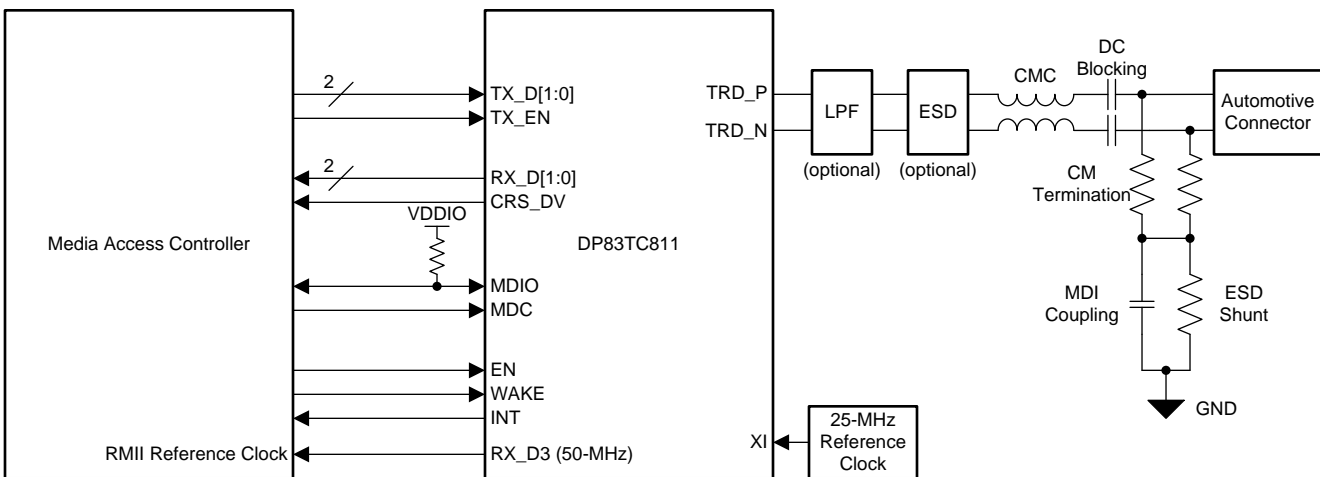 Media Access Controller
RMII Reference Clock
2
2
VDDIO
TX_D[1:0]
TX_EN
RX_D[1:0]
CRS_DV
MDIO
MDC
EN
WAKE
INT
RX_D3 (50-MHz)
DP83TC811
TRD_P
TRD_N
XI
25-MHz
Reference
Clock
LPF
(optional)
ESD
(optional)
CMC
DC
Blocking
Automotive
Connector
CM
Termination
MDI
Coupling
ESD
Shunt
GND